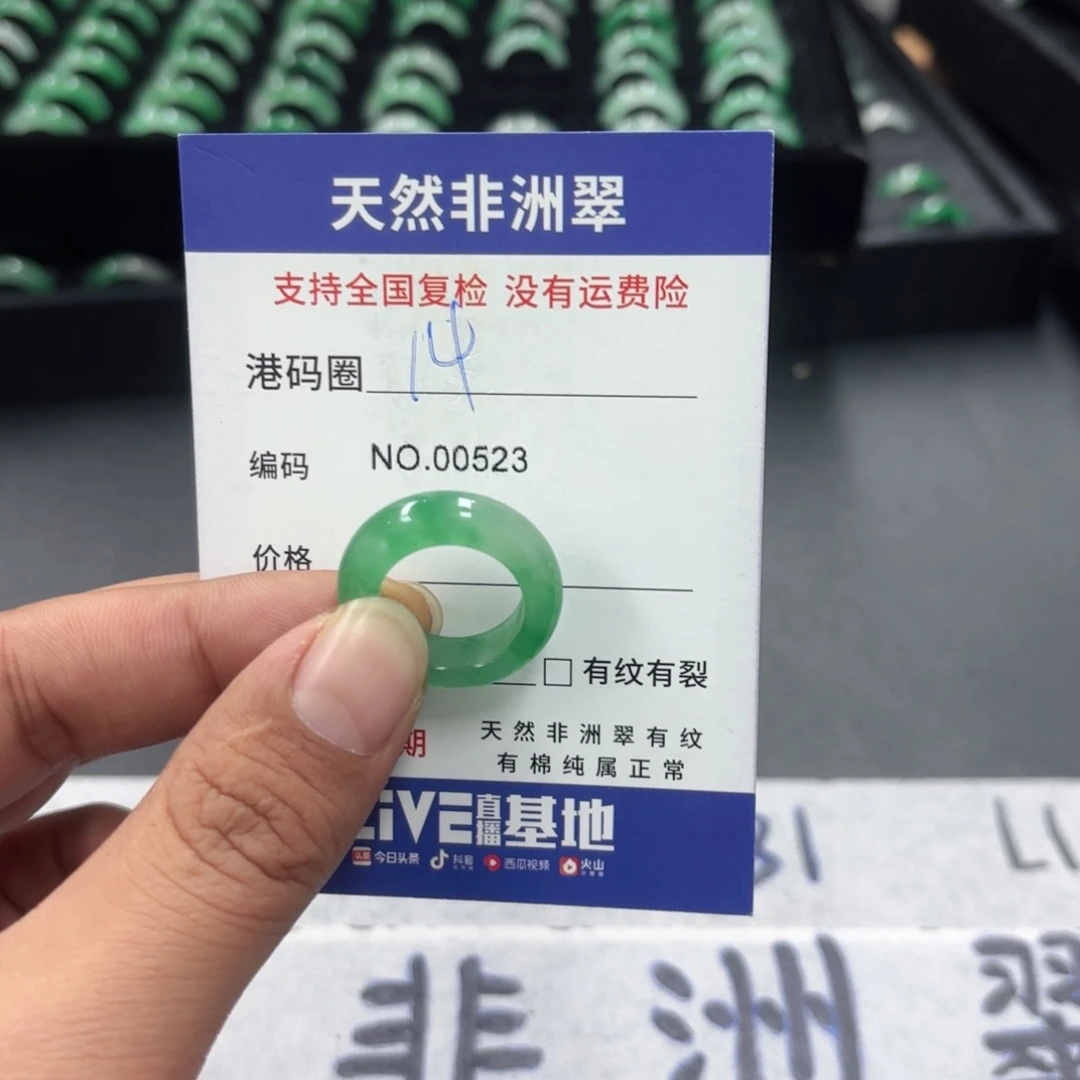 天然非洲翠
支持全国复检 没有运费险
港码圈 14
编码 NO.00523
价格
□有纹有裂
期
天然非洲翠有纹
有棉纯属正常
LiVE直播基地
今日头条 抖音 西瓜视频 火山
非洲翠